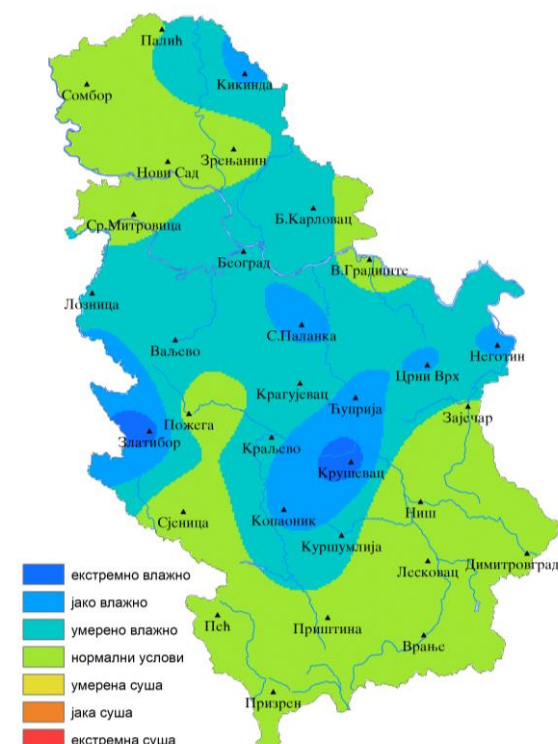 Палић
Кикинда
Сомбор
Зрењанин
Нови Сад
Б.Карловац
Ср.Митровица
Београд
В.Градиште
Лозница
С.Паланка
Неготин
Ваљево
Црни Врх
Крагујевац
Ћуприја
Зајечар
Пожега
Златибор
Краљево
Крушевац
Сјеница
Копаоник
Ниш
Куршумлија
Лесковац
Димитровград
екстремно влажно
јако влажно
умерено влажно
Пећ
Приштина
Врање
нормални услови
умерена суша
Призрен
јака суша
екстремна суша